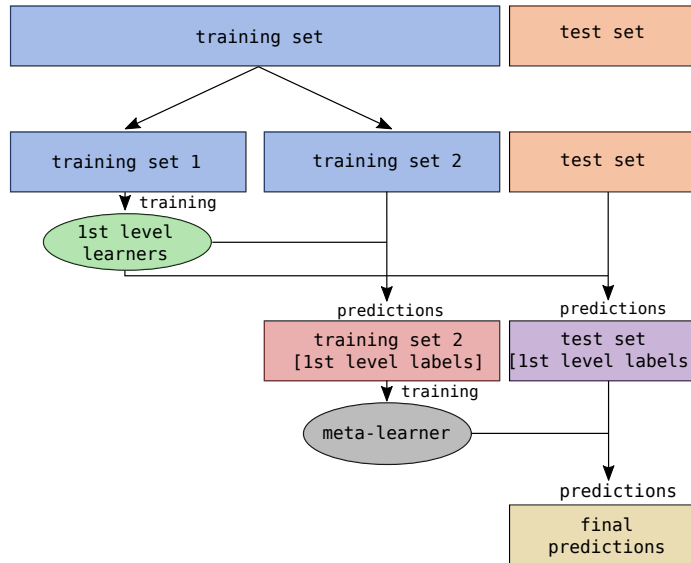 training set
test set
training set 1
training set 2
test set
training
1st level
learners
predictions
predictions
training set 2
[1st level labels]
test set
[1st level labels
training
meta-learner
predictions
final
predictions